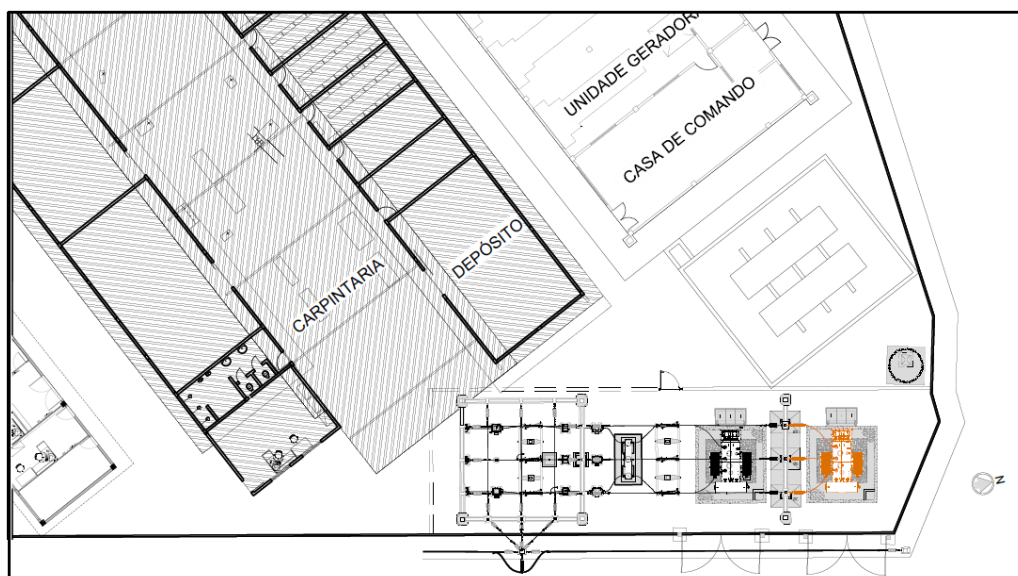 UNIDADE GERADORA
CASA DE COMANDO
DEPÓSITO
CARPINTARIA
N